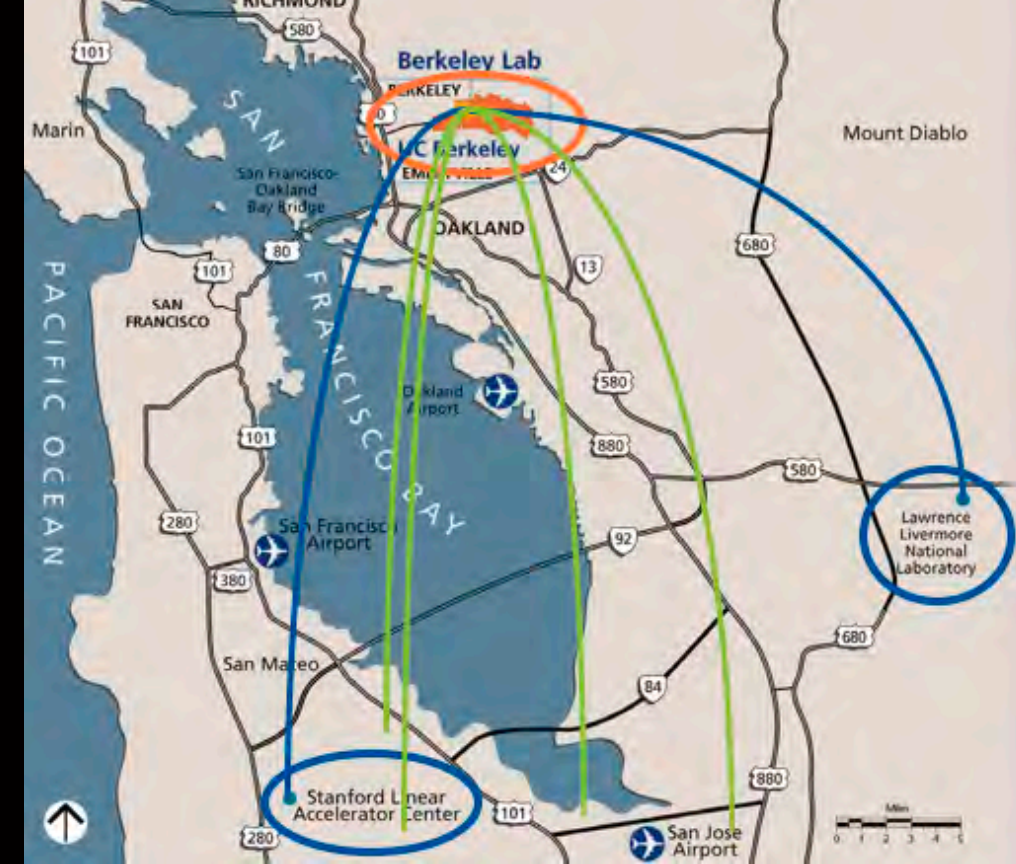 RICHMOND
580
101
Berkeley Lab
BERKELEY
Marin
SAN
UC Berkeley
Mount Diablo
EMERYVILLE
24
San Francisco-
Oakland
Bay Bridge
OAKLAND
80
680
101
13
PACIFIC OCEAN
FRANCISCO
SAN
FRANCISCO
580
Oakland
Airport
101
880
580
BAY
280
San Francisco
Airport
92
Lawrence
Livermore
National
Laboratory
380
680
San Mateo
84
880
Stanford Linear
Accelerator Center
101
280
San Jose
Airport
Miles
0 1 2 3 4 5